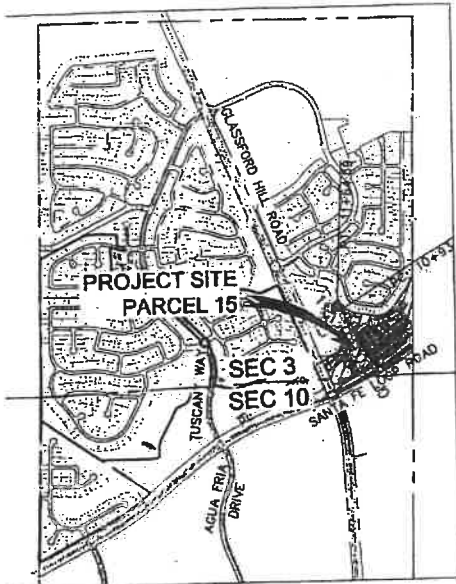 GLASSFORD HILL ROAD
PROJECT SITE
PARCEL 15
TUSCAN WA
SEC 3
SEC 10
SANTA FE LOOP ROAD
AGUA FRIA
DRIVE